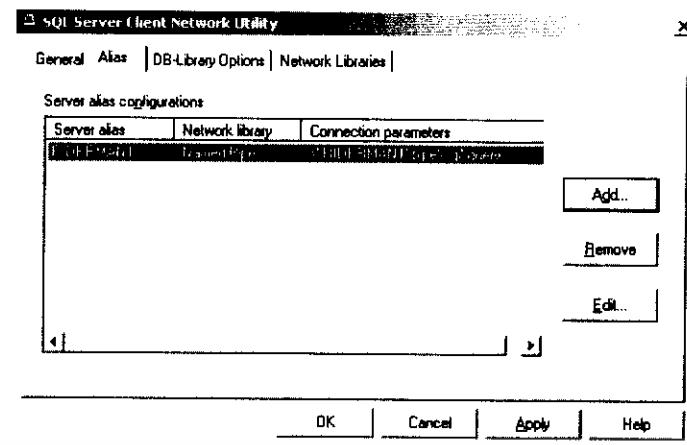 SQL Server Client Network Utility
General Alias DB-Library Options Network Libraries
Server alias configurations
Server alias Network library Connection parameters
Add...
Remove
Edit...
OK Cancel Apply Help